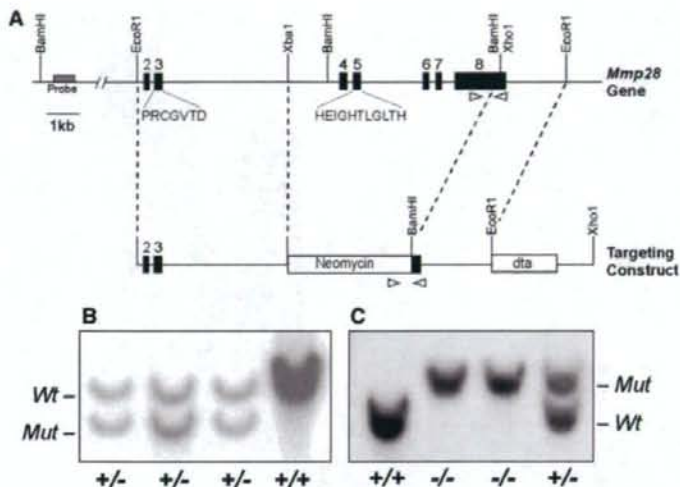 A
BamHI
EcoR1
Xba1
BamHI
BamHI
Xho1
EcoR1
2 3
4 5
6 7
8
Mmp28
Gene
Probe
PRCGVTD
HEIGHTLGLTH
1kb
BamHI
EcoR1
Xho1
2 3
Neomycin
dta
Targeting
Construct
B
C
Wt
Mut
Mut
Wt
+/- +/- +/- +/+
+/+ -/- -/- +/-